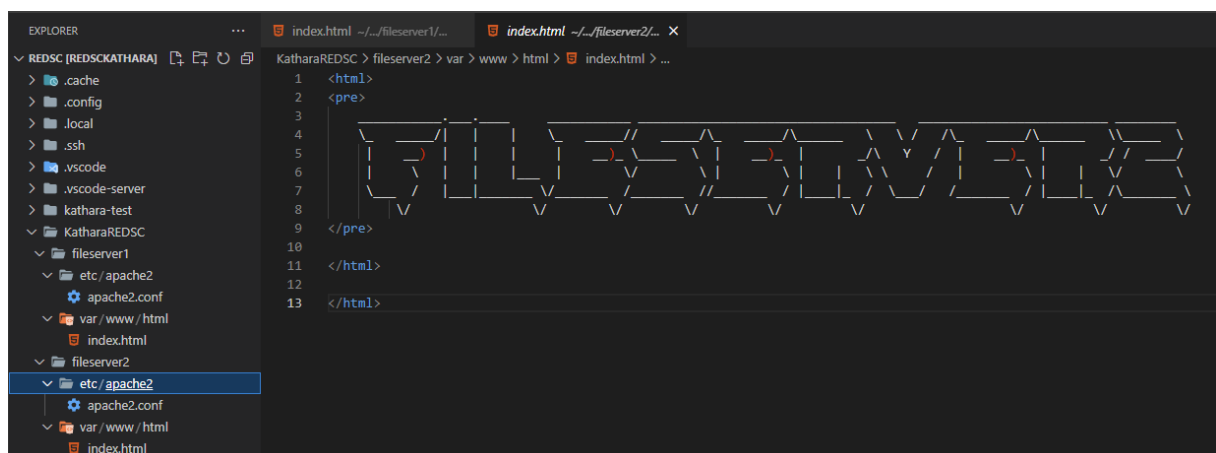 EXPLORER
REDSC [REDSCKATHARA]
.cache
.config
.local
.ssh
.vscode
.vscode-server
kathara-test
KatharaREDSC
fileserver1
etc/apache2
apache2.conf
var/www/html
index.html
fileserver2
etc/apache2
apache2.conf
var/www/html
index.html
index.html ~/.../fileserver1/...
index.html ~/.../fileserver2/...
KatharaREDSC > fileserver2 > var > www > html > index.html > ...
1 <html>
2 <pre>
3
4
5
6
7
8
FILESERVER2
9 </pre>
10
11 </html>
12
13 </html>